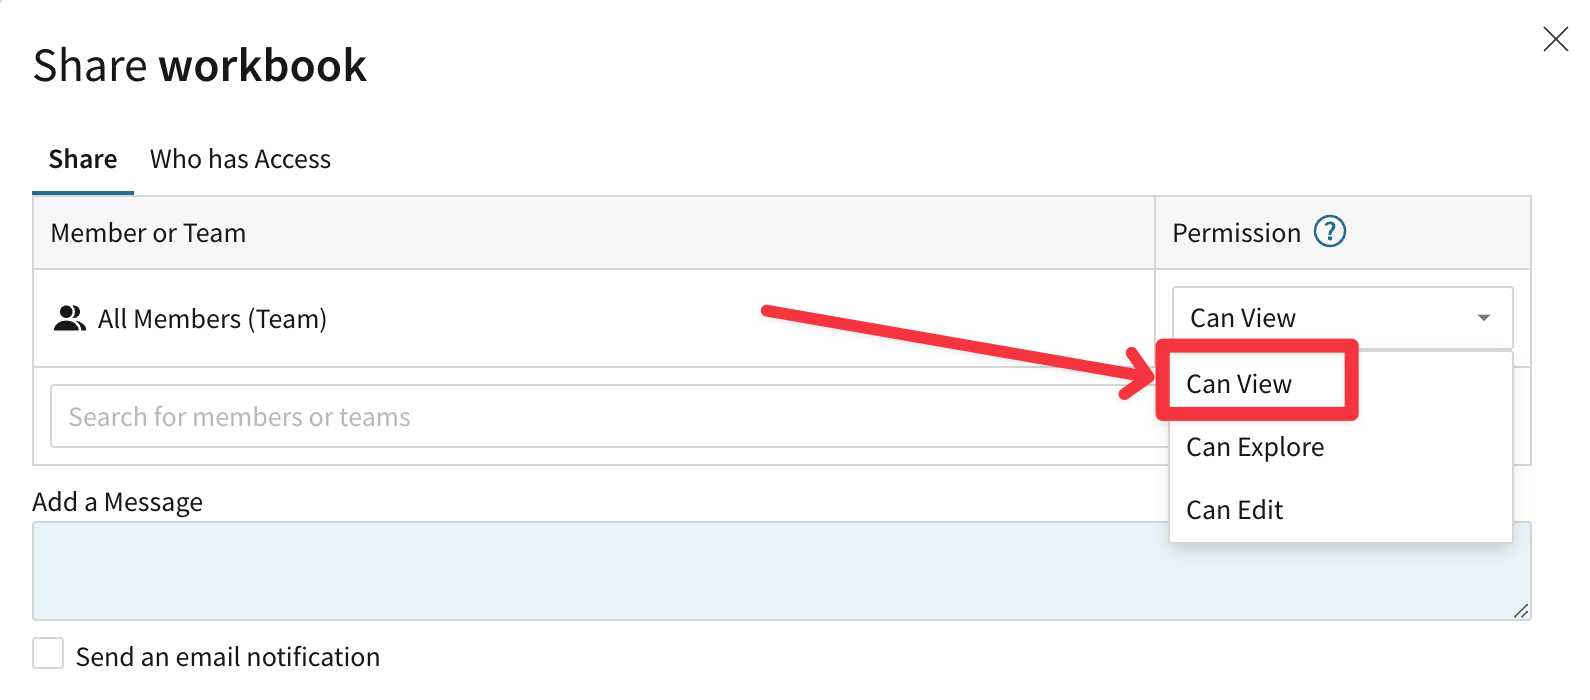 Share workbook
Share Who has Access
Member or Team Permission ?
All Members (Team) Can View
Can View
Search for members or teams
Can Explore
Add a Message
Can Edit
Send an email notification